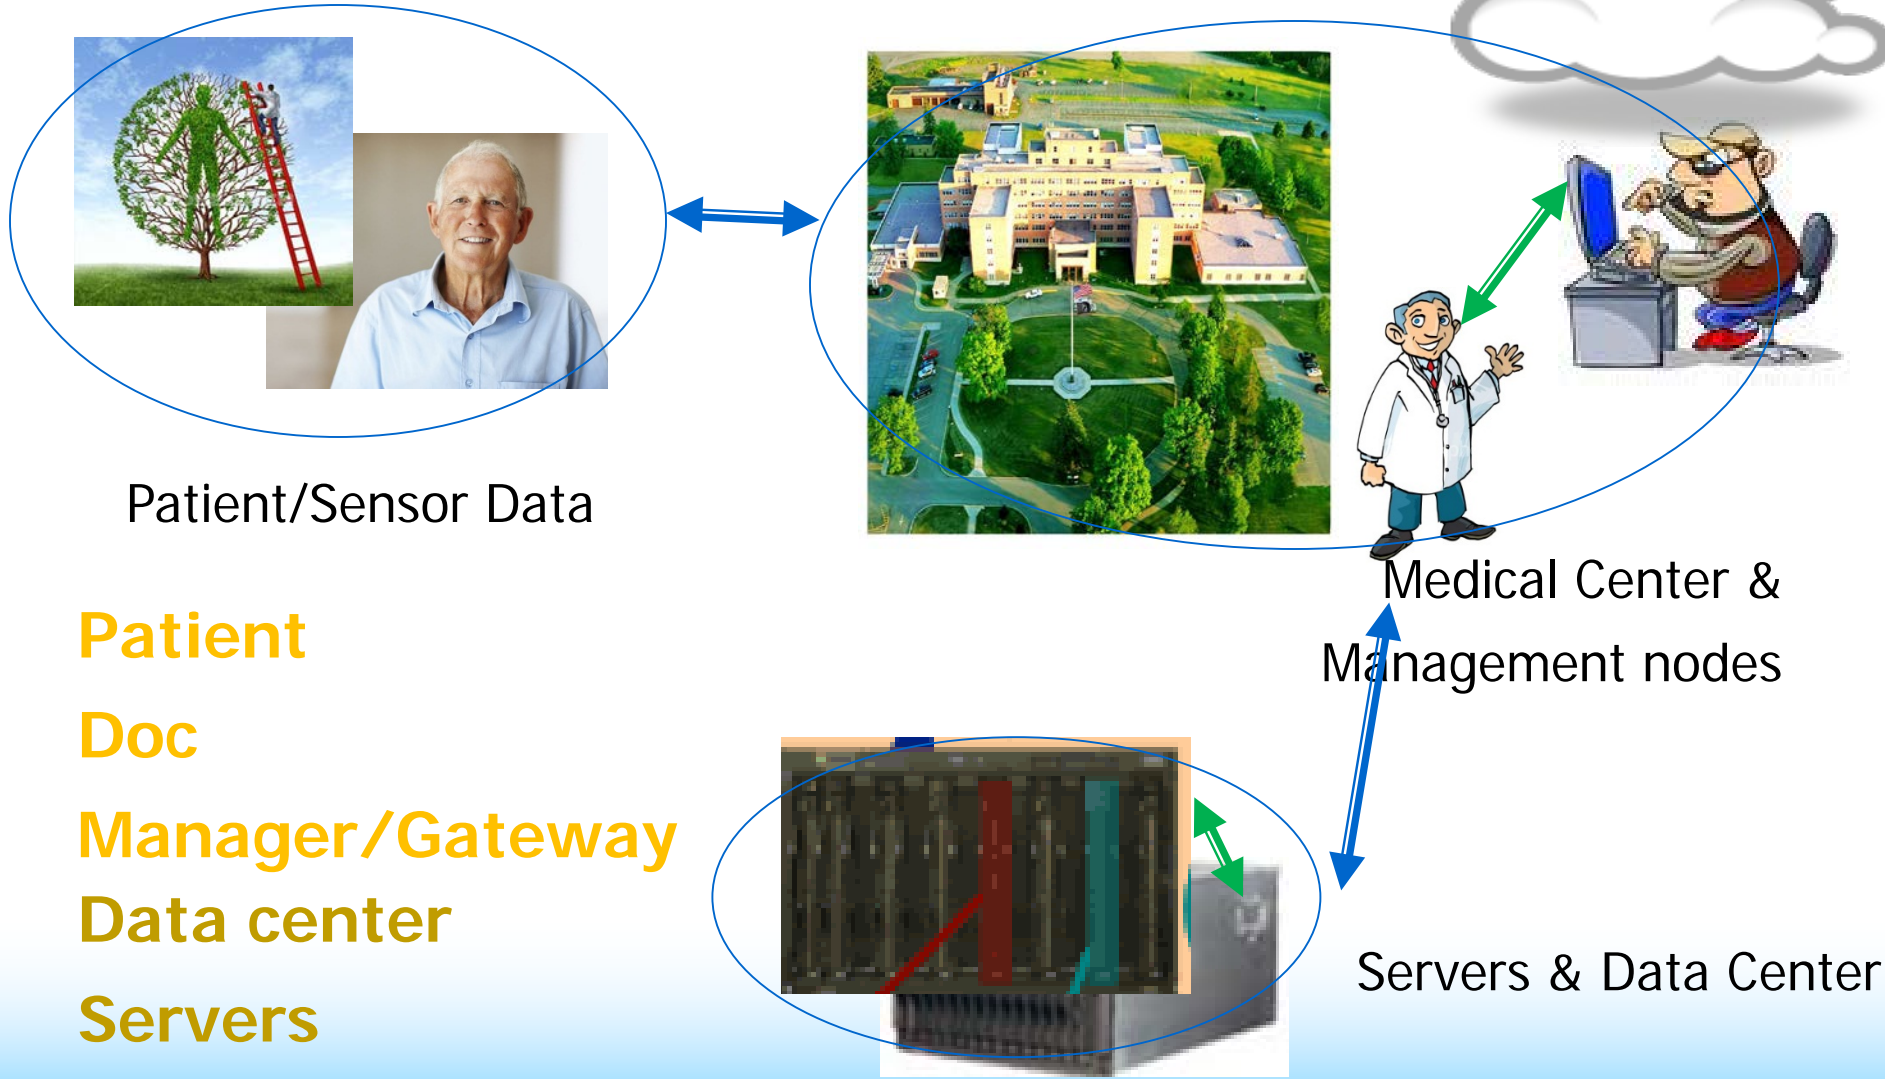 Patient/Sensor Data
Medical Center &
Management nodes
Patient
Doc
Manager/Gateway
Data center
Servers
Servers & Data Center